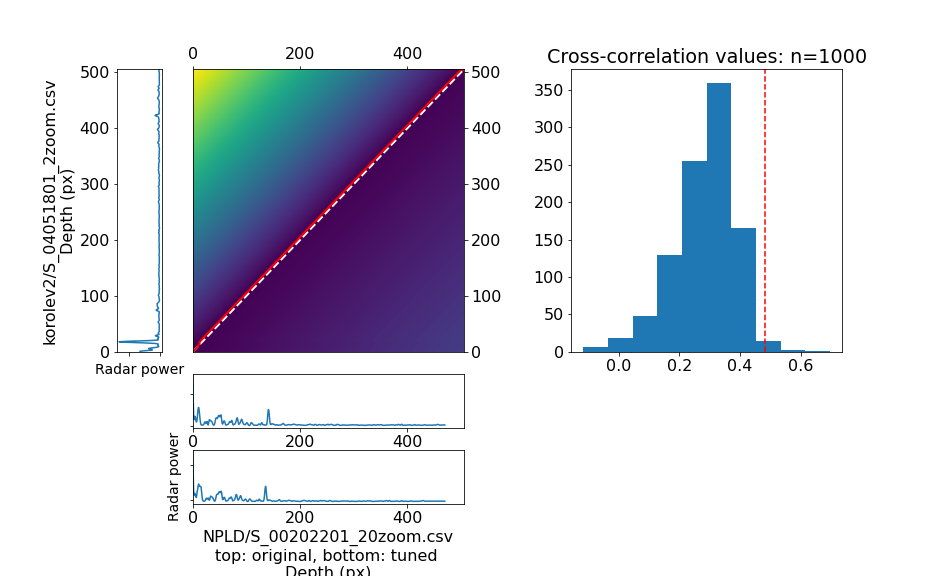 0 200 400
Cross-correlation values: n=1000
korolev2/S_04051801_2zoom.csv
Depth (px)
500
400
300
200
100
0
500
400
300
200
100
0
350
300
250
200
150
100
50
0
0.0 0.2 0.4 0.6
Radar power
0 200 400
Radar power
0 200 400
NPLD/S_00202201_20zoom.csv
top: original, bottom: tuned
Depth (px)